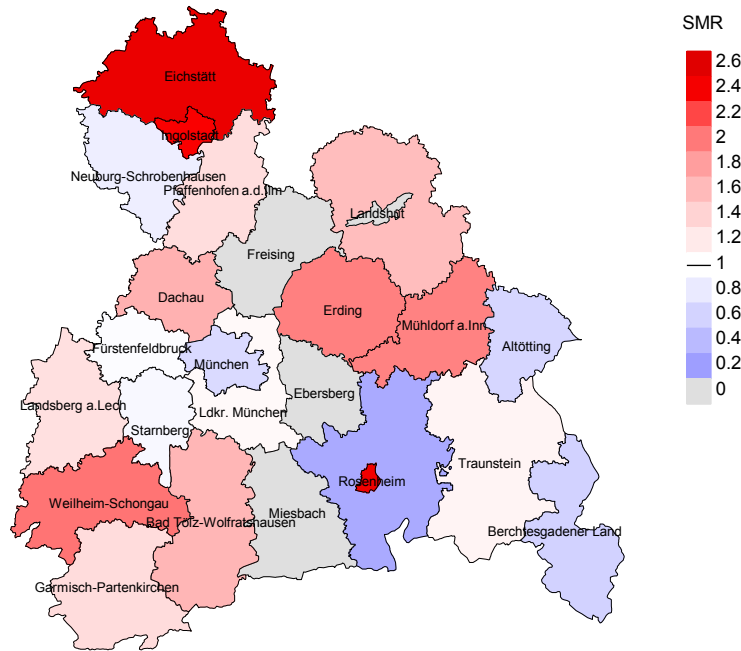 SMR
2.6
2.4
2.2
2
1.8
1.6
1.4
1.2
1
0.8
0.6
0.4
0.2
0
Eichstätt
Ingolstadt
Neuburg-Schrobenhausen
Pfaffenhofen a.d.Ilm
Landshut
Freising
Dachau
Erding
Mühldorf a.Inn
Altötting
Fürstenfeldbruck
München
Ebersberg
Landsberg a.Lech
Ldkr. München
Starnberg
Traunstein
Rosenheim
Weilheim-Schongau
Miesbach
Bad Tölz-Wolfratshausen
Berchtesgadener Land
Garmisch-Partenkirchen